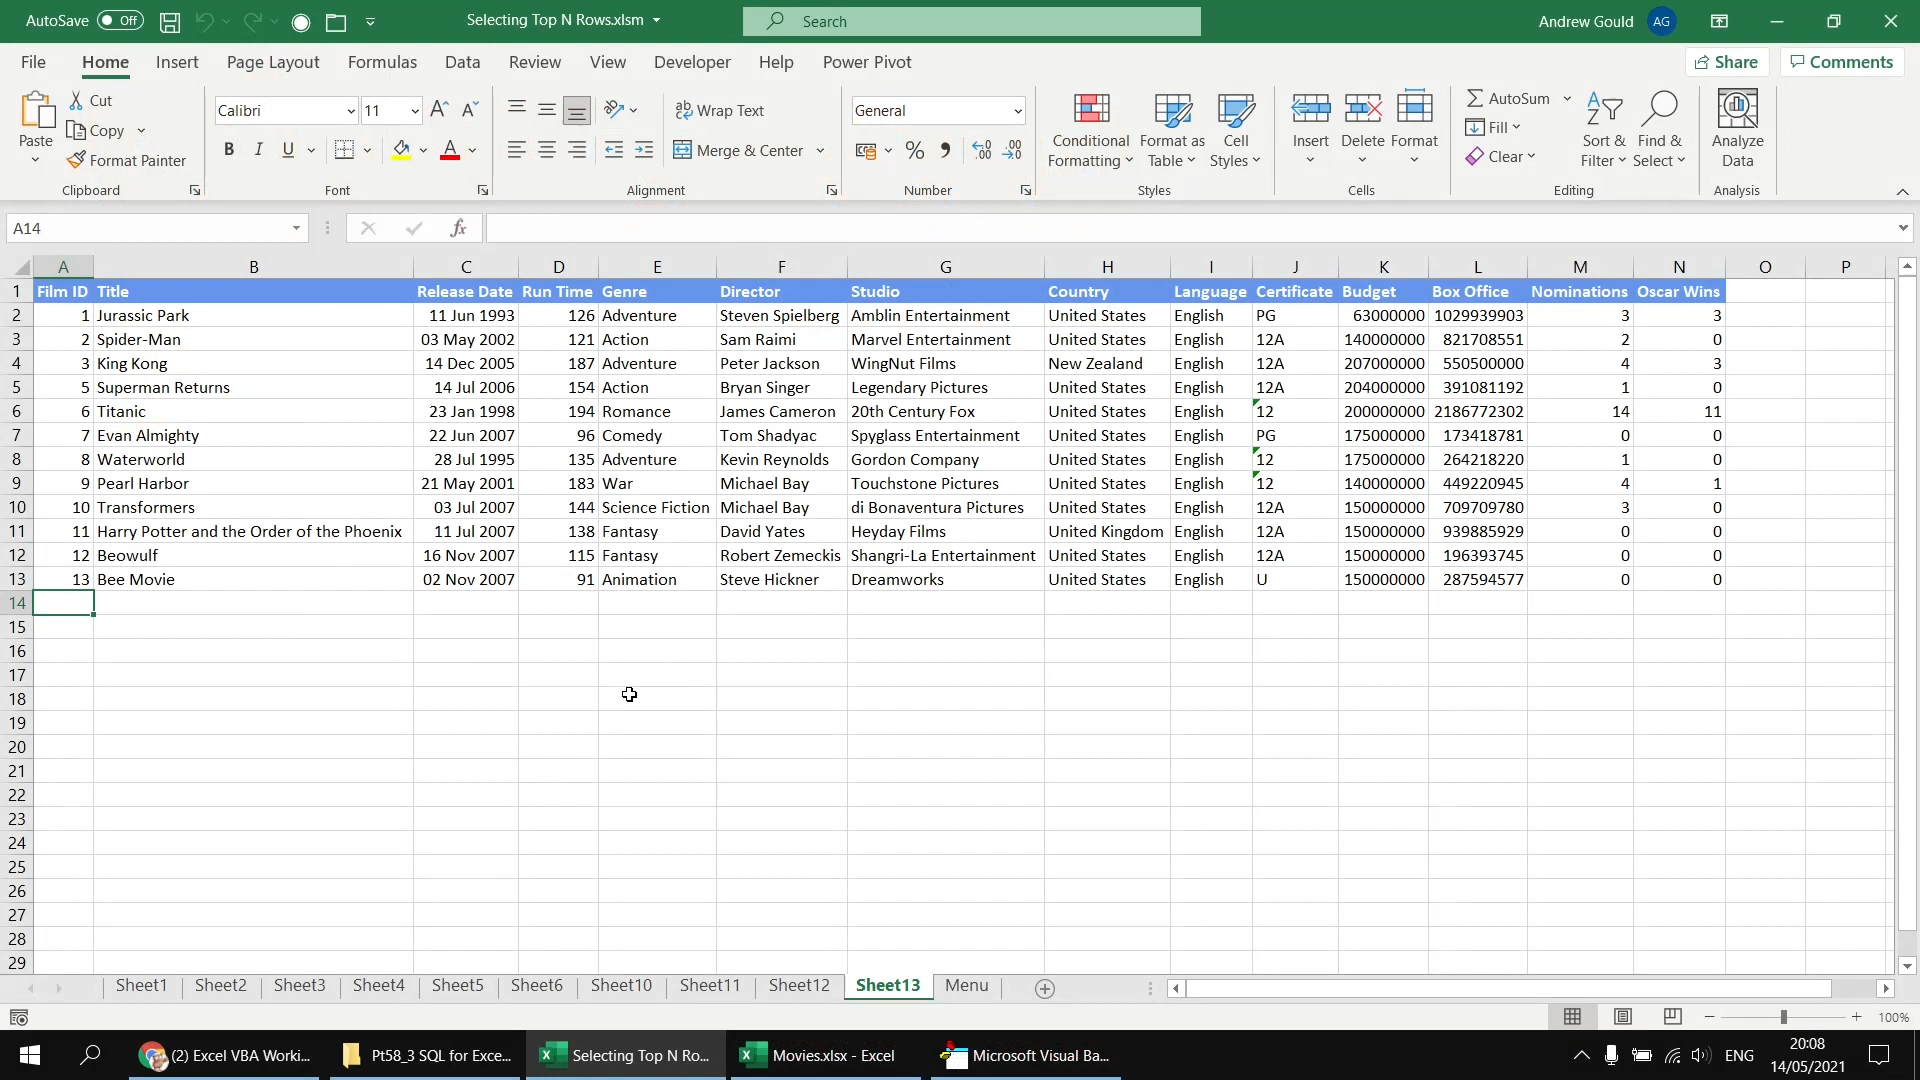 AutoSave Off Selecting Top N Rows.xlsm Search Andrew Gould AG
File Home Insert Page Layout Formulas Data Review View Developer Help Power Pivot Share Comments
Paste Cut Copy Format Painter Clipboard
Calibri 11 B I U A Font
Wrap Text Merge & Center Alignment
General % Number
Conditional Formatting Format as Table Cell Styles Styles
Insert Delete Format Cells
AutoSum Fill Clear Sort & Filter Find & Select Editing
Analyze Data Analysis
A14 fx
A B C D E F G H I J K L M N O P
1 Film ID Title Release Date Run Time Genre Director Studio Country Language Certificate Budget Box Office Nominations Oscar Wins
2 1 Jurassic Park 11 Jun 1993 126 Adventure Steven Spielberg Amblin Entertainment United States English PG 63000000 1029939903 3 3
3 2 Spider-Man 03 May 2002 121 Action Sam Raimi Marvel Entertainment United States English 12A 140000000 821708551 2 0
4 3 King Kong 14 Dec 2005 187 Adventure Peter Jackson WingNut Films New Zealand English 12A 207000000 550500000 4 3
5 5 Superman Returns 14 Jul 2006 154 Action Bryan Singer Legendary Pictures United States English 12A 204000000 391081192 1 0
6 6 Titanic 23 Jan 1998 194 Romance James Cameron 20th Century Fox United States English 12 200000000 2186772302 14 11
7 7 Evan Almighty 22 Jun 2007 96 Comedy Tom Shadyac Spyglass Entertainment United States English PG 175000000 173418781 0 0
8 8 Waterworld 28 Jul 1995 135 Adventure Kevin Reynolds Gordon Company United States English 12 175000000 264218220 1 0
9 9 Pearl Harbor 21 May 2001 183 War Michael Bay Touchstone Pictures United States English 12 140000000 449220945 4 1
10 10 Transformers 03 Jul 2007 144 Science Fiction Michael Bay di Bonaventura Pictures United States English 12A 150000000 709709780 3 0
11 11 Harry Potter and the Order of the Phoenix 11 Jul 2007 138 Fantasy David Yates Heyday Films United Kingdom English 12A 150000000 939885929 0 0
12 12 Beowulf 16 Nov 2007 115 Fantasy Robert Zemeckis Shangri-La Entertainment United States English 12A 150000000 196393745 0 0
13 13 Bee Movie 02 Nov 2007 91 Animation Steve Hickner Dreamworks United States English U 150000000 287594577 0 0
14
15
16
17
18
19
20
21
22
23
24
25
26
27
28
29
Sheet1 Sheet2 Sheet3 Sheet4 Sheet5 Sheet6 Sheet10 Sheet11 Sheet12 Sheet13 Menu
100%
(2) Excel VBA Worki... Pt58_3 SQL for Exce... Selecting Top N Ro... Movies.xlsx - Excel Microsoft Visual Ba... ENG 20:08
14/05/2021